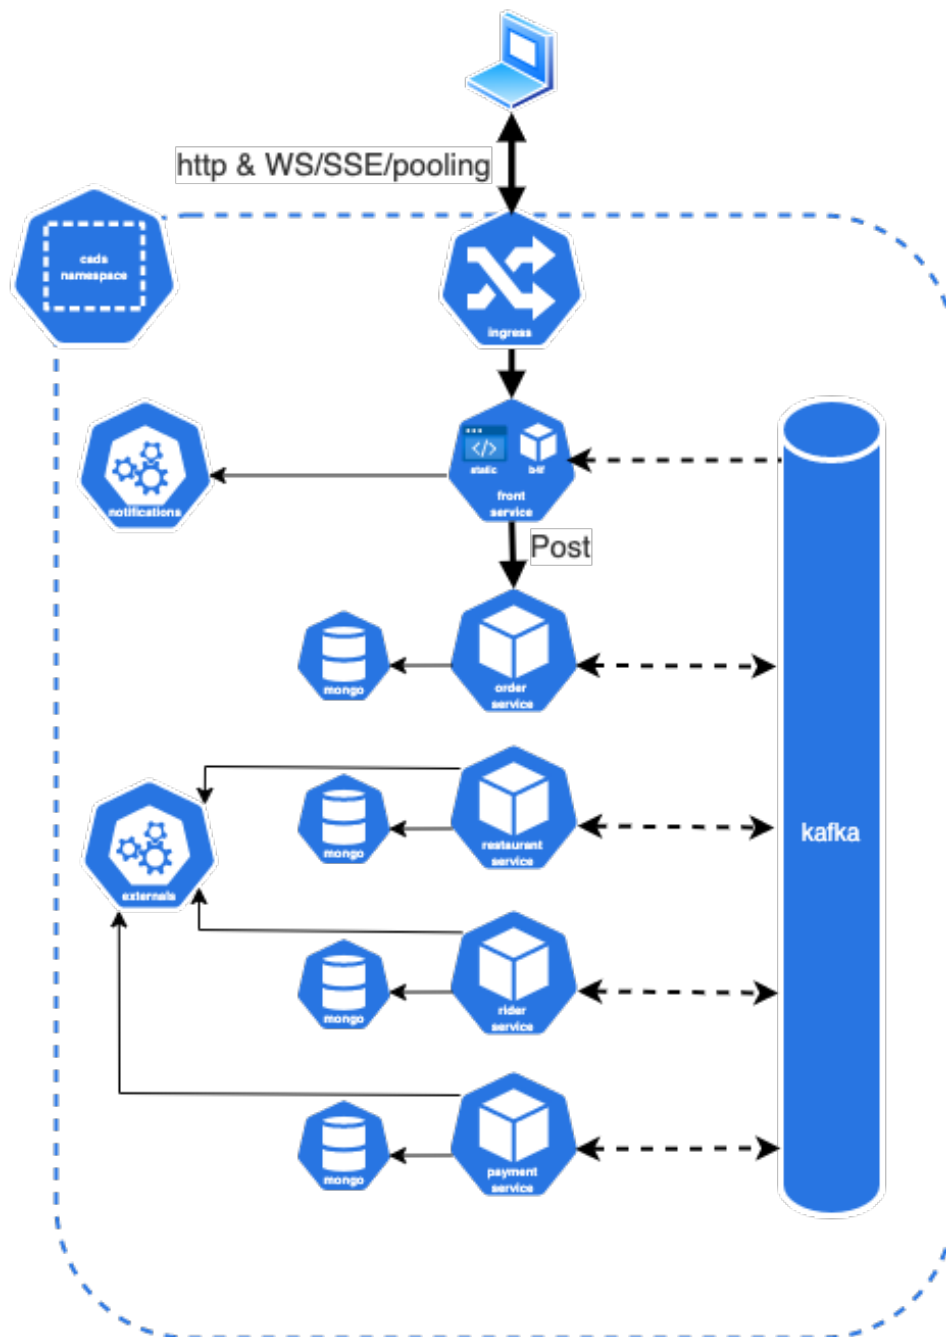 http & WS/SSE/pooling
cads
namespace
ingress
static
b4f
front
service
notifications
Post
mongo
order
service
mongo
restaurant
service
externals
kafka
mongo
rider
service
mongo
payment
service